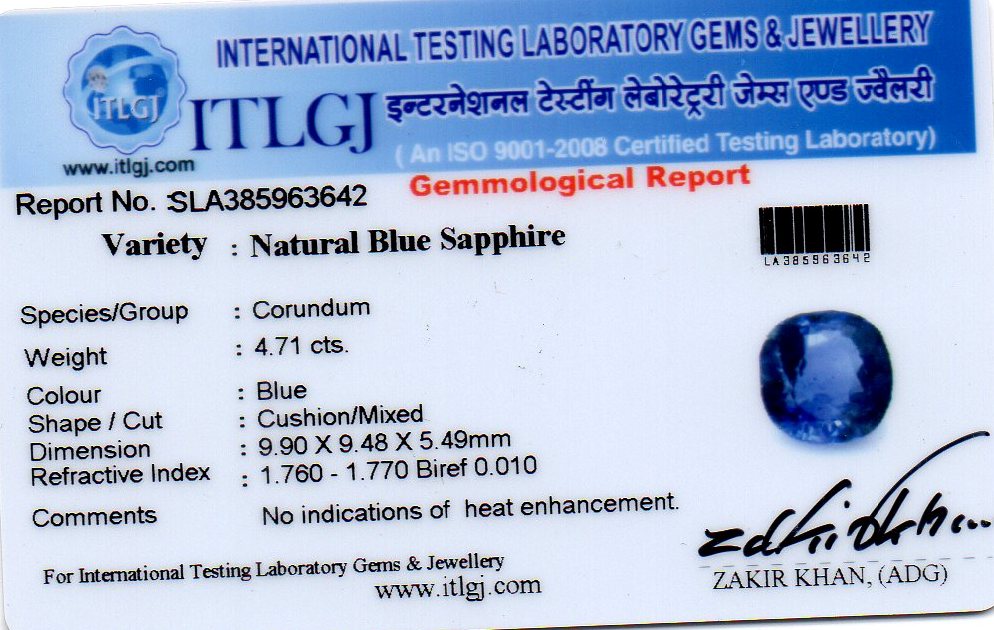 INTERNATIONAL TESTING LABORATORY GEMS & JEWELLERY
ITLGJ
ITLGJ इन्टरनेशनल टेस्टींग लेबोरेट्ररी जेम्स एण्ड ज्वैलरी
www.itlgj.com
( An ISO 9001-2008 Certified Testing Laboratory)
Gemmological Report
Report No. :SLA385963642
Variety : Natural Blue Sapphire
LA385963642
Species/Group : Corundum
Weight : 4.71 cts.
Colour : Blue
Shape / Cut : Cushion/Mixed
Dimension : 9.90 X 9.48 X 5.49mm
Refractive Index : 1.760 - 1.770 Biref 0.010
Comments No indications of heat enhancement.
zakirkhan...
For International Testing Laboratory Gems & Jewellery
www.itlgj.com
ZAKIR KHAN, (ADG)